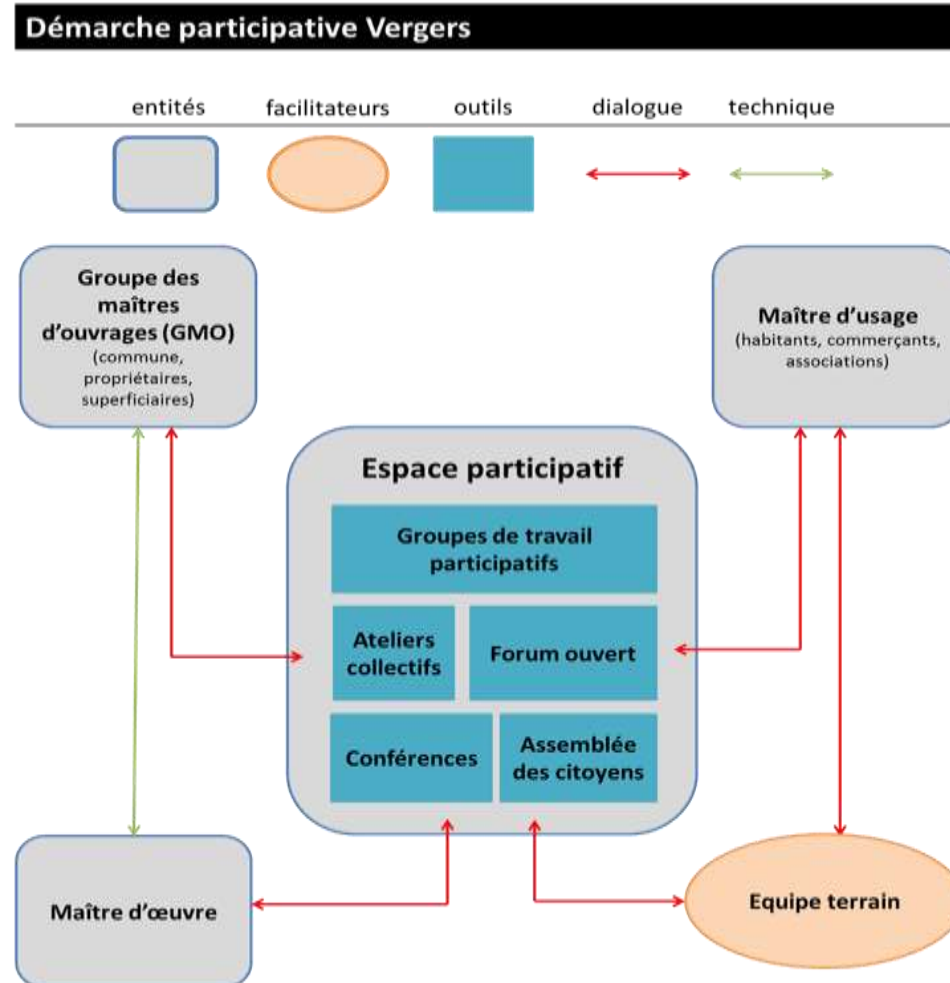 Démarche participative Vergers
entités facilitateurs outils dialogue technique
Groupe des
maîtres
d'ouvrages (GMO)
(commune,
propriétaires,
superficiaires)
Maître d'usage
(habitants, commerçants,
associations)
Espace participatif
Groupes de travail
participatifs
Ateliers
collectifs
Forum ouvert
Conférences
Assemblée
des citoyens
Maître d'œuvre
Equipe terrain